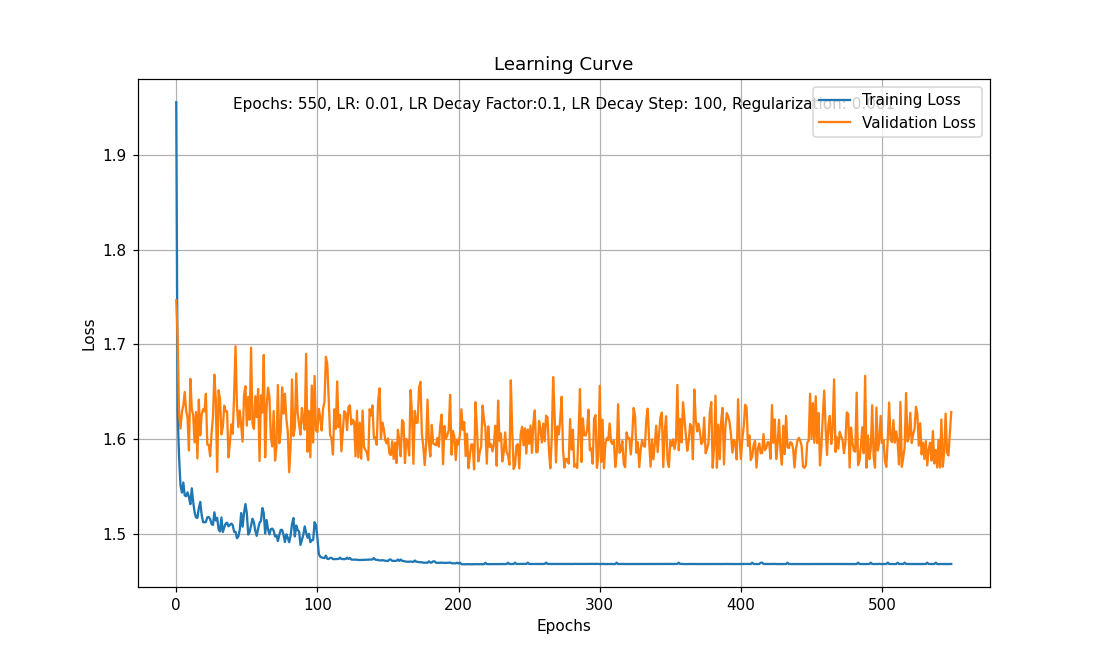 Learning Curve
Epochs: 550, LR: 0.01, LR Decay Factor:0.1, LR Decay Step: 100, Regularization: 0.001
Training Loss
Validation Loss
1.9
1.8
1.7
1.6
1.5
Loss
0
100
200
300
400
500
Epochs